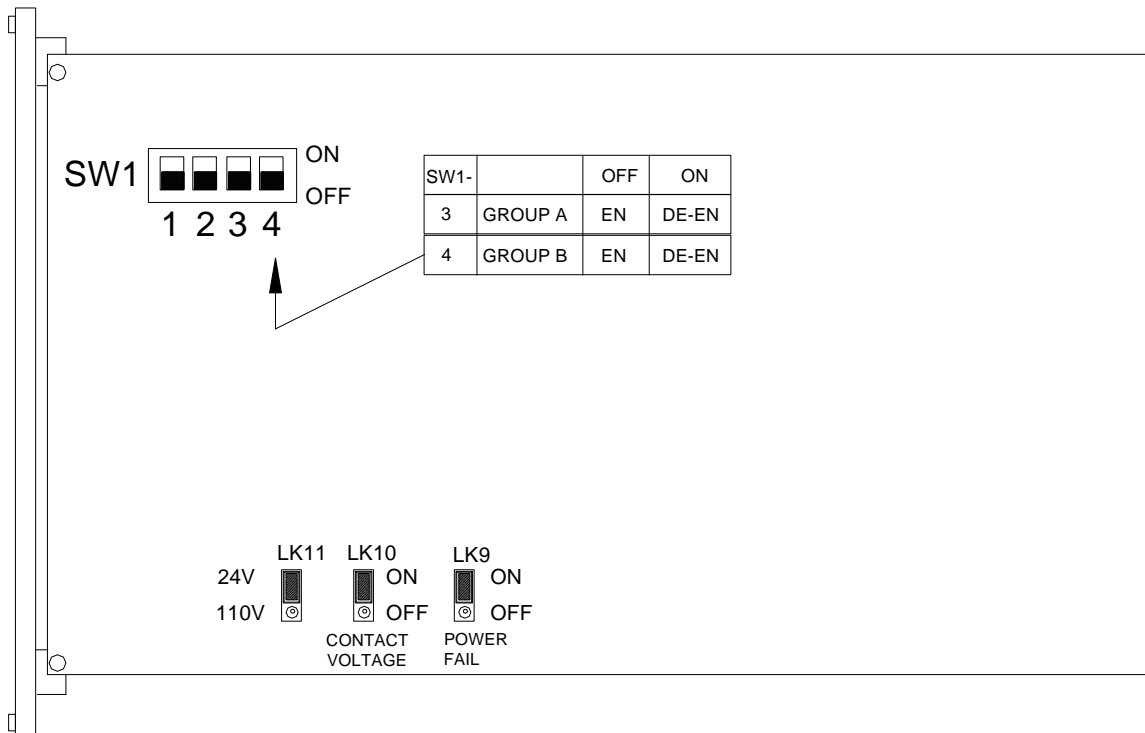 SW1
ON
OFF
1 2 3 4
SW1- OFF ON
3 GROUP A EN DE-EN
4 GROUP B EN DE-EN
LK11 LK10 LK9
24V ON ON
110V OFF OFF
CONTACT VOLTAGE
POWER FAIL